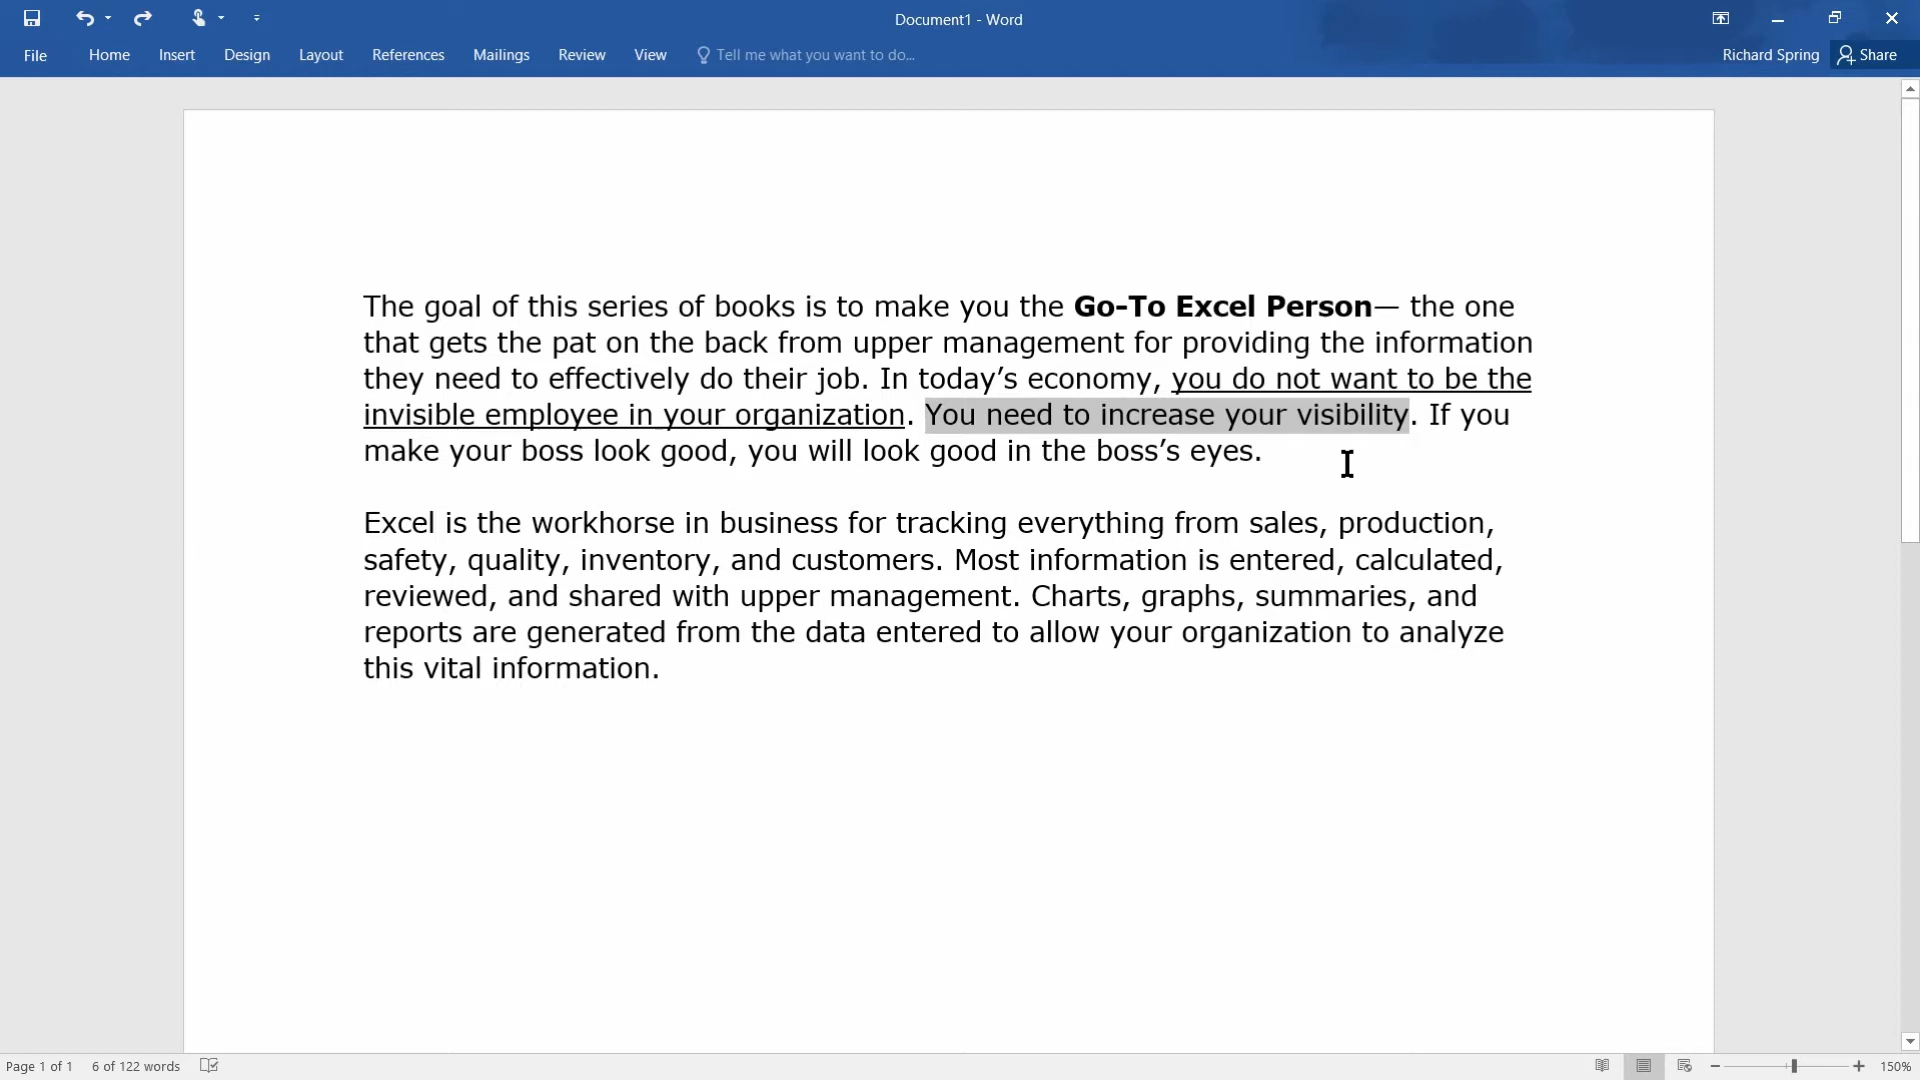 Document1 - Word
File Home Insert Design Layout References Mailings Review View Tell me what you want to do... Richard Spring Share
The goal of this series of books is to make you the Go-To Excel Person— the one
that gets the pat on the back from upper management for providing the information
they need to effectively do their job. In today’s economy, you do not want to be the
invisible employee in your organization. You need to increase your visibility. If you
make your boss look good, you will look good in the boss’s eyes.
Excel is the workhorse in business for tracking everything from sales, production,
safety, quality, inventory, and customers. Most information is entered, calculated,
reviewed, and shared with upper management. Charts, graphs, summaries, and
reports are generated from the data entered to allow your organization to analyze
this vital information.
Page 1 of 1 6 of 122 words 150%